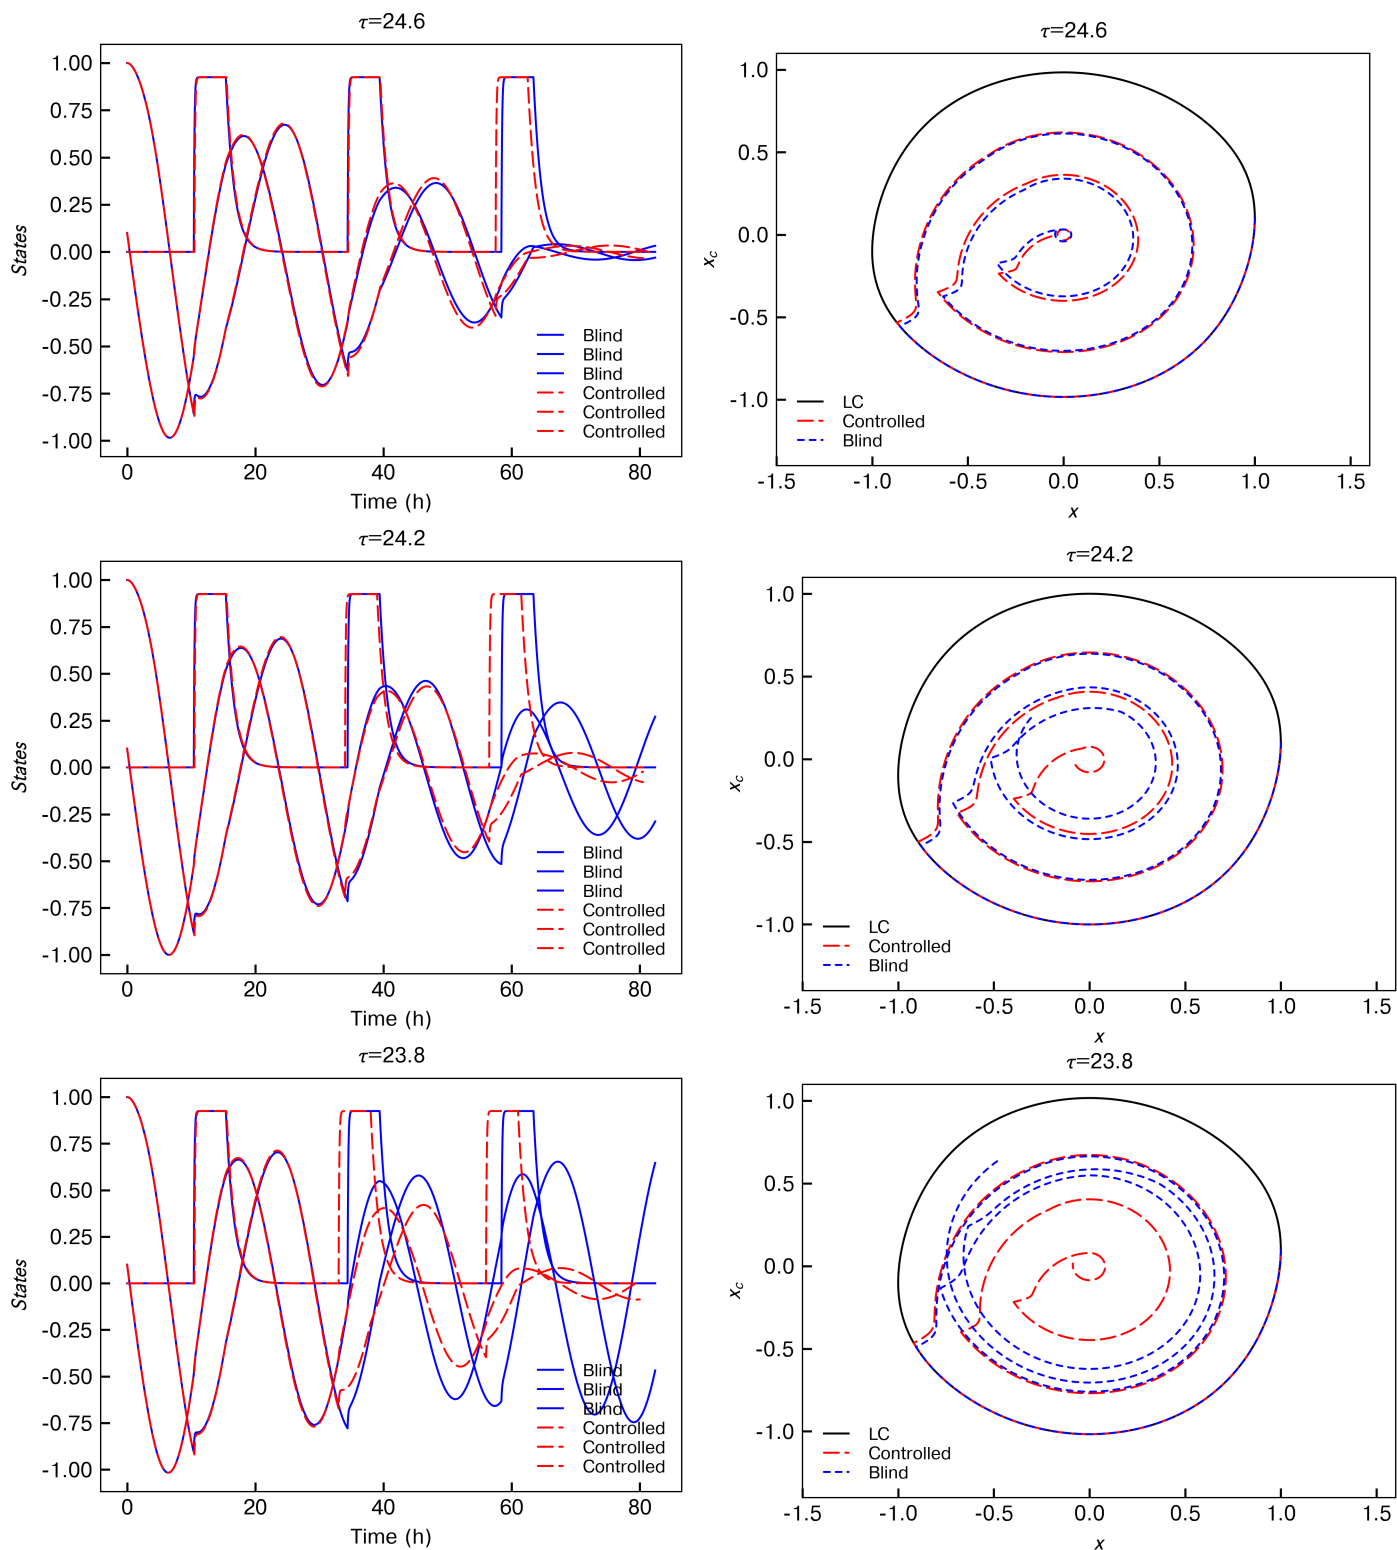 τ=24.6
1.00
0.75
0.50
0.25
0.00
-0.25
-0.50
-0.75
-1.00
States
Blind
Blind
Blind
Controlled
Controlled
Controlled
0 20 40 60 80
Time (h)
τ=24.6
1.0
0.5
0.0
-0.5
-1.0
x_c
LC
Controlled
Blind
-1.5 -1.0 -0.5 0.0 0.5 1.0 1.5
x
τ=24.2
1.00
0.75
0.50
0.25
0.00
-0.25
-0.50
-0.75
-1.00
States
Blind
Blind
Blind
Controlled
Controlled
Controlled
0 20 40 60 80
Time (h)
τ=24.2
1.0
0.5
0.0
-0.5
-1.0
x_c
LC
Controlled
Blind
-1.5 -1.0 -0.5 0.0 0.5 1.0 1.5
x
τ=23.8
1.00
0.75
0.50
0.25
0.00
-0.25
-0.50
-0.75
-1.00
States
Blind
Blind
Blind
Controlled
Controlled
Controlled
0 20 40 60 80
Time (h)
τ=23.8
1.0
0.5
0.0
-0.5
-1.0
x_c
LC
Controlled
Blind
-1.5 -1.0 -0.5 0.0 0.5 1.0 1.5
x